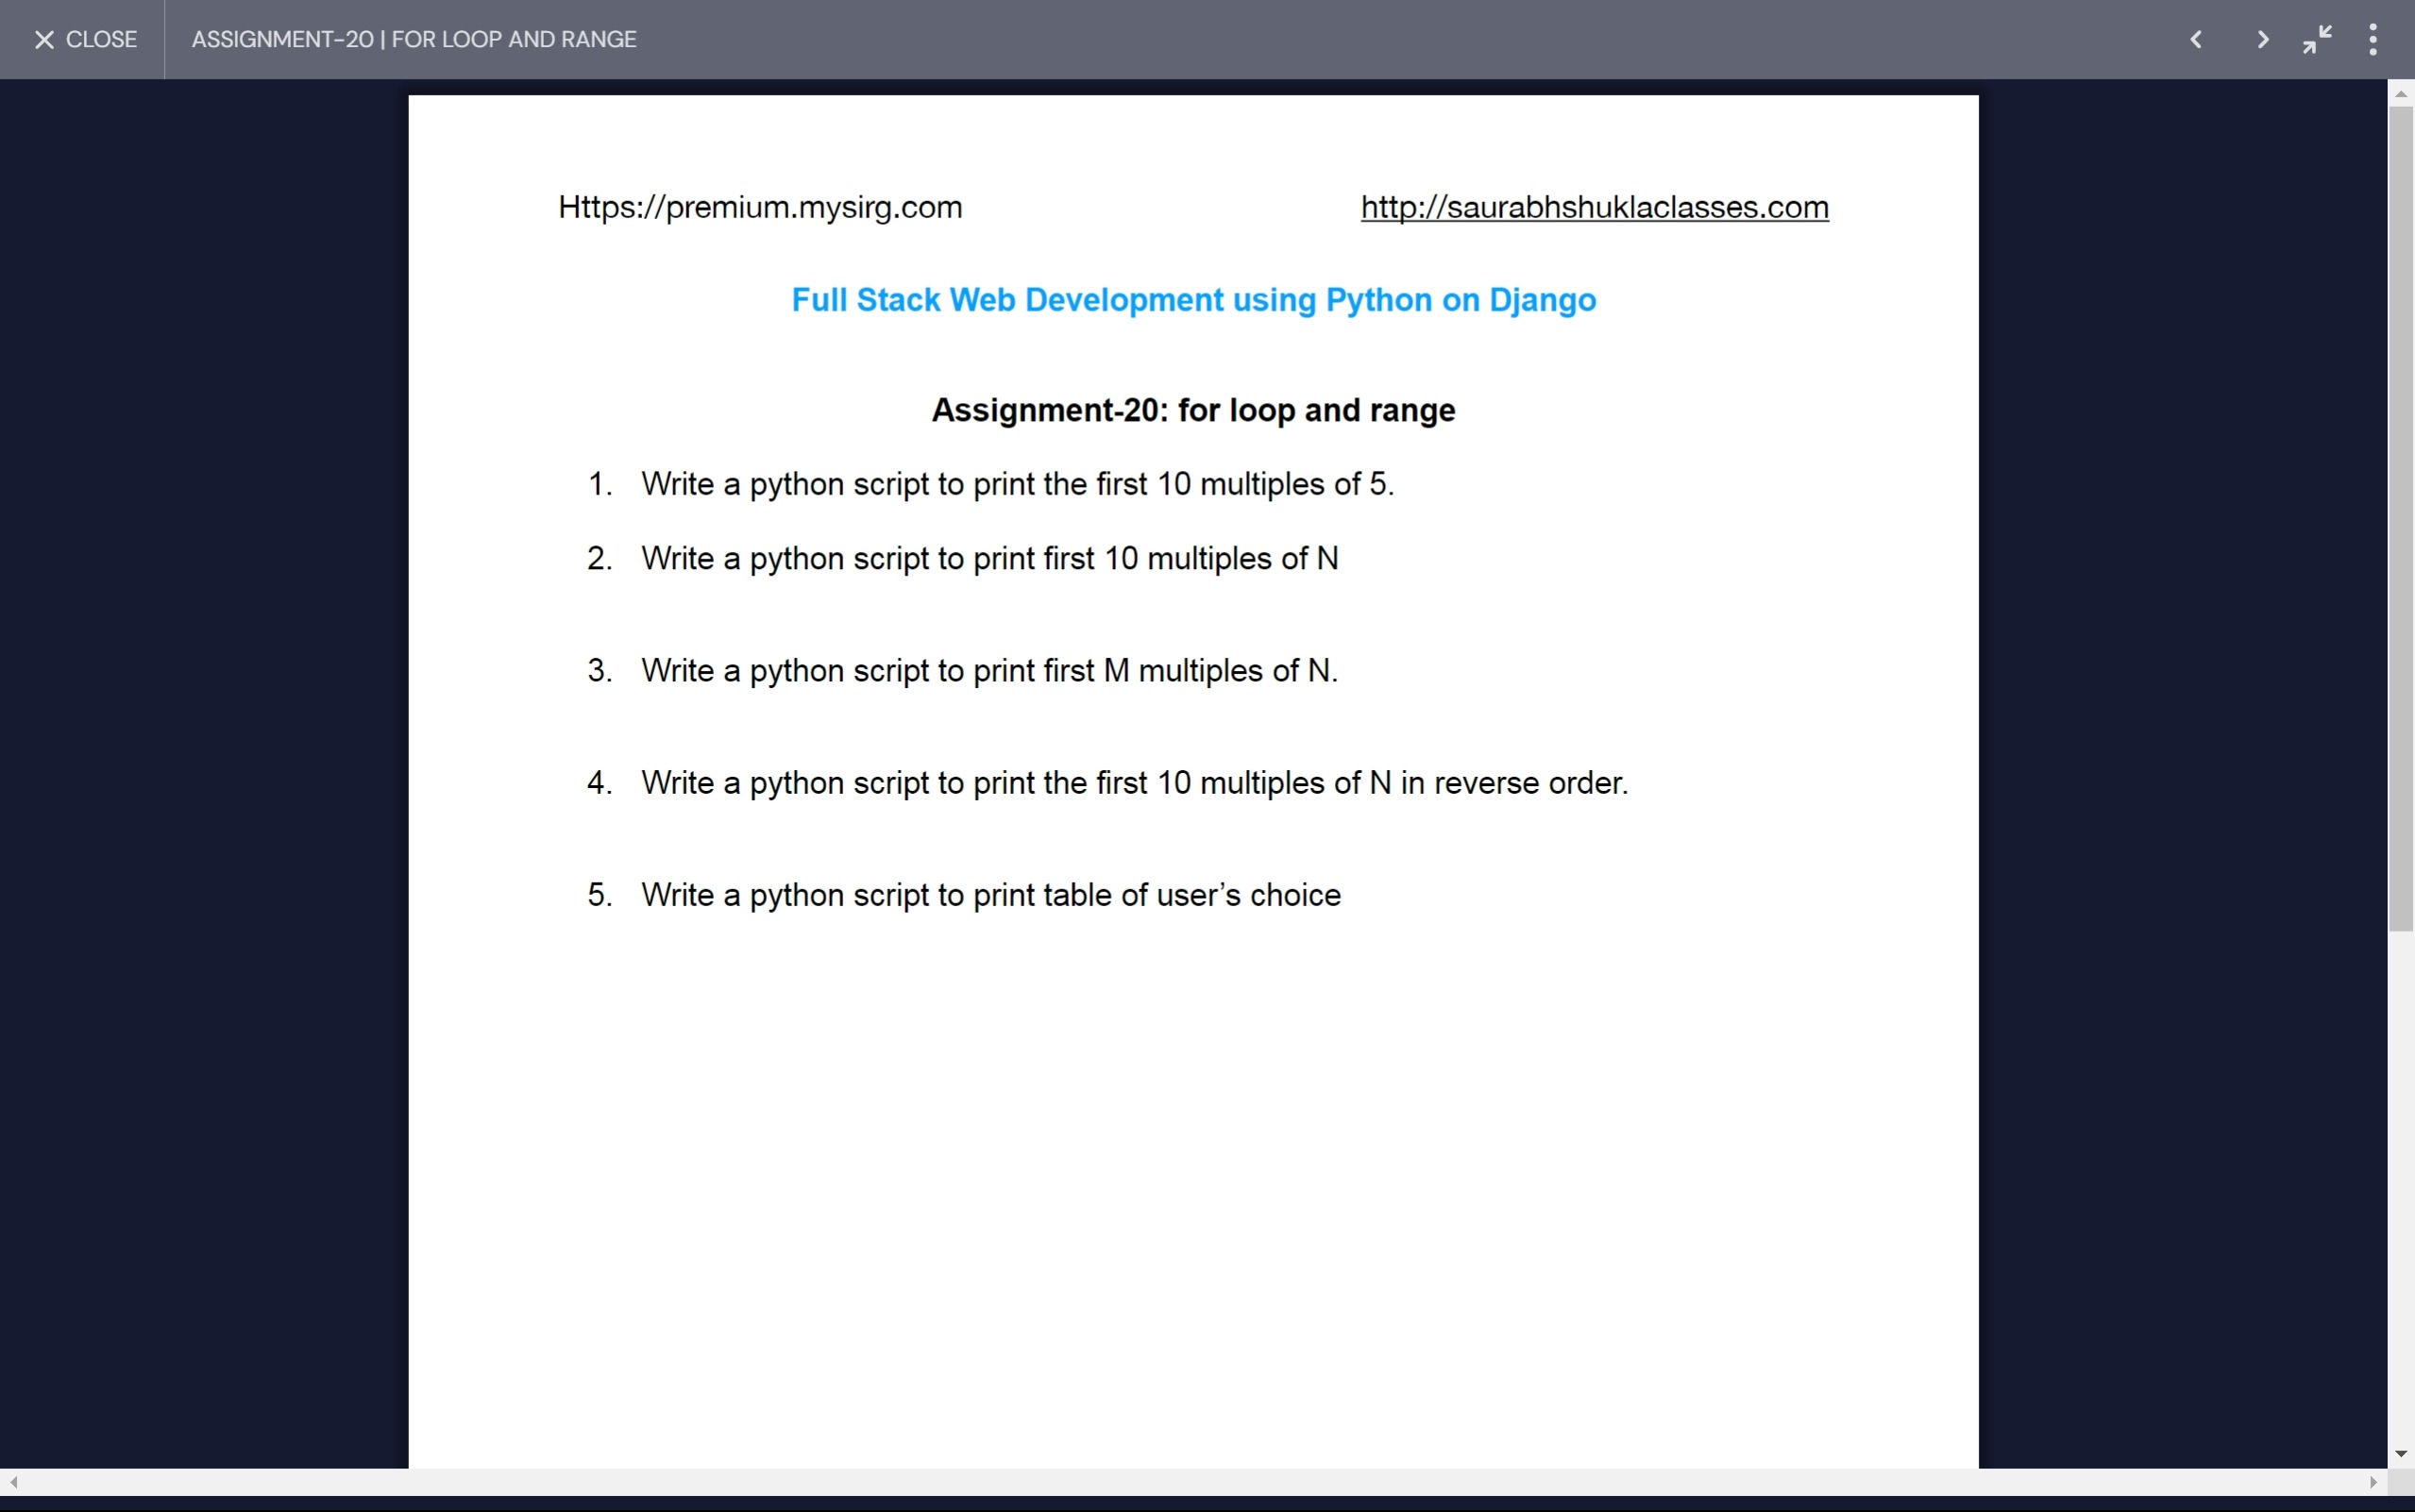 CLOSE
ASSIGNMENT-20 | FOR LOOP AND RANGE
Https://premium.mysirg.com
http://saurabhshuklaclasses.com
Full Stack Web Development using Python on Django
Assignment-20: for loop and range
1. Write a python script to print the first 10 multiples of 5.
2. Write a python script to print first 10 multiples of N
3. Write a python script to print first M multiples of N.
4. Write a python script to print the first 10 multiples of N in reverse order.
5. Write a python script to print table of user’s choice